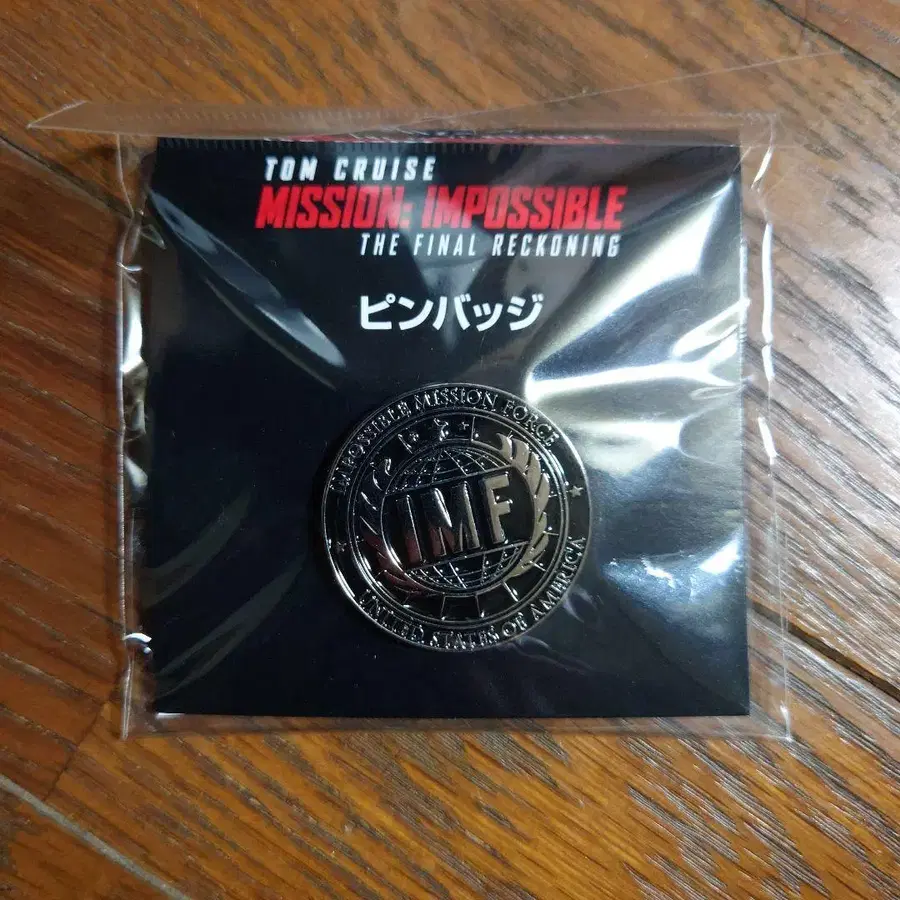 TOM CRUISE
MISSION: IMPOSSIBLE
THE FINAL RECKONING
ピンバッジ
IMPOSSIBLE MISSION FORCE
IMF
UNITED STATES OF AMERICA